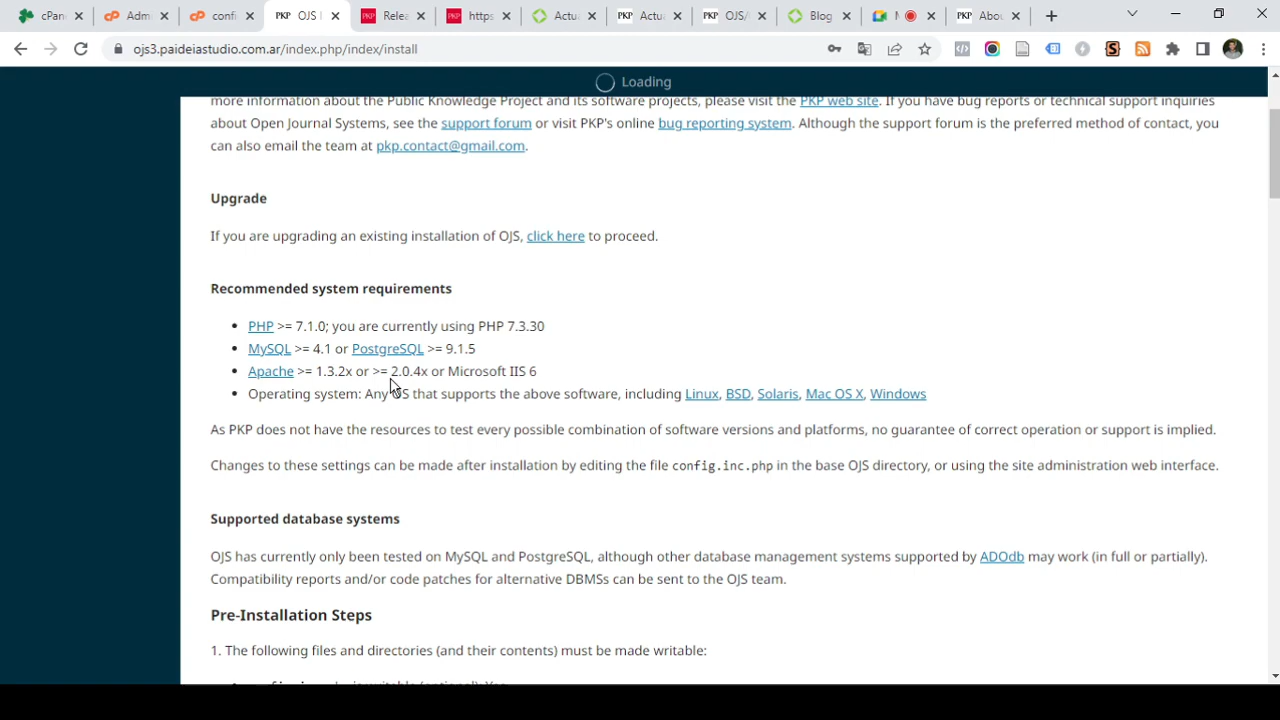 cPan
Adm
confi
OJS
Relea
https
Actu
Actu
OJS/
Blog
Abou
ojs3.paideiastudio.com.ar/index.php/index/install
Loading
more information about the Public Knowledge Project and its software projects, please visit the PKP web site. If you have bug reports or technical support inquiries
about Open Journal Systems, see the support forum or visit PKP's online bug reporting system. Although the support forum is the preferred method of contact, you
can also email the team at pkp.contact@gmail.com.
Upgrade
If you are upgrading an existing installation of OJS, click here to proceed.
Recommended system requirements
PHP >= 7.1.0; you are currently using PHP 7.3.30
MySQL >= 4.1 or PostgreSQL >= 9.1.5
Apache >= 1.3.2x or >= 2.0.4x or Microsoft IIS 6
Operating system: Any OS that supports the above software, including Linux, BSD, Solaris, Mac OS X, Windows
As PKP does not have the resources to test every possible combination of software versions and platforms, no guarantee of correct operation or support is implied.
Changes to these settings can be made after installation by editing the file config.inc.php in the base OJS directory, or using the site administration web interface.
Supported database systems
OJS has currently only been tested on MySQL and PostgreSQL, although other database management systems supported by ADOdb may work (in full or partially).
Compatibility reports and/or code patches for alternative DBMSs can be sent to the OJS team.
Pre-Installation Steps
1. The following files and directories (and their contents) must be made writable: